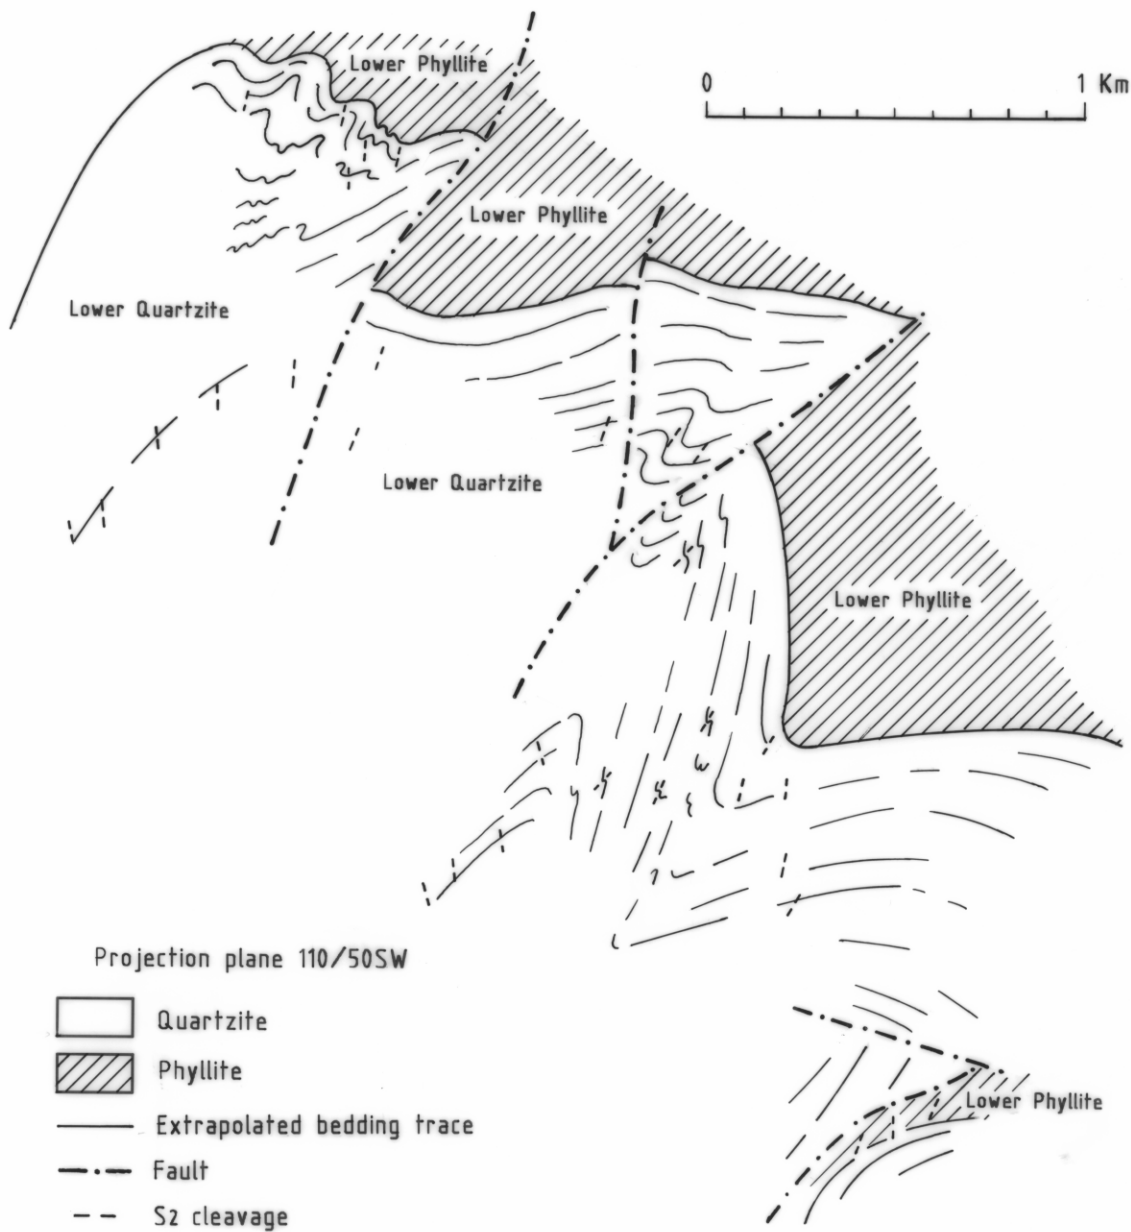 Lower Phyllite
0 1 Km
Lower Phyllite
Lower Quartzite
Lower Quartzite
Lower Phyllite
Projection plane 110/50SW
Quartzite
Phyllite
Lower Phyllite
Extrapolated bedding trace
Fault
S2 cleavage